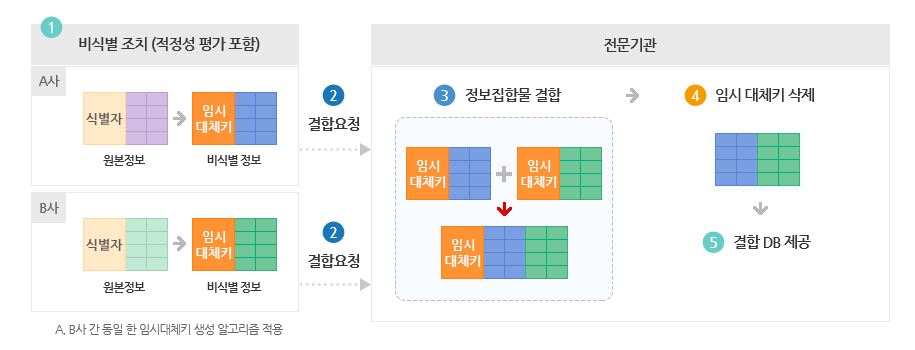 1
비식별 조치 (적정성 평가 포함)
A사
식별자
임시
대체키
원본정보
비식별 정보
B사
식별자
임시
대체키
원본정보
비식별 정보
A, B사 간 동일 한 임시대체키 생성 알고리즘 적용
2
결합요청
2
결합요청
전문기관
3 정보집합물 결합
임시
대체키
임시
대체키
임시
대체키
4 임시 대체키 삭제
5 결합 DB 제공